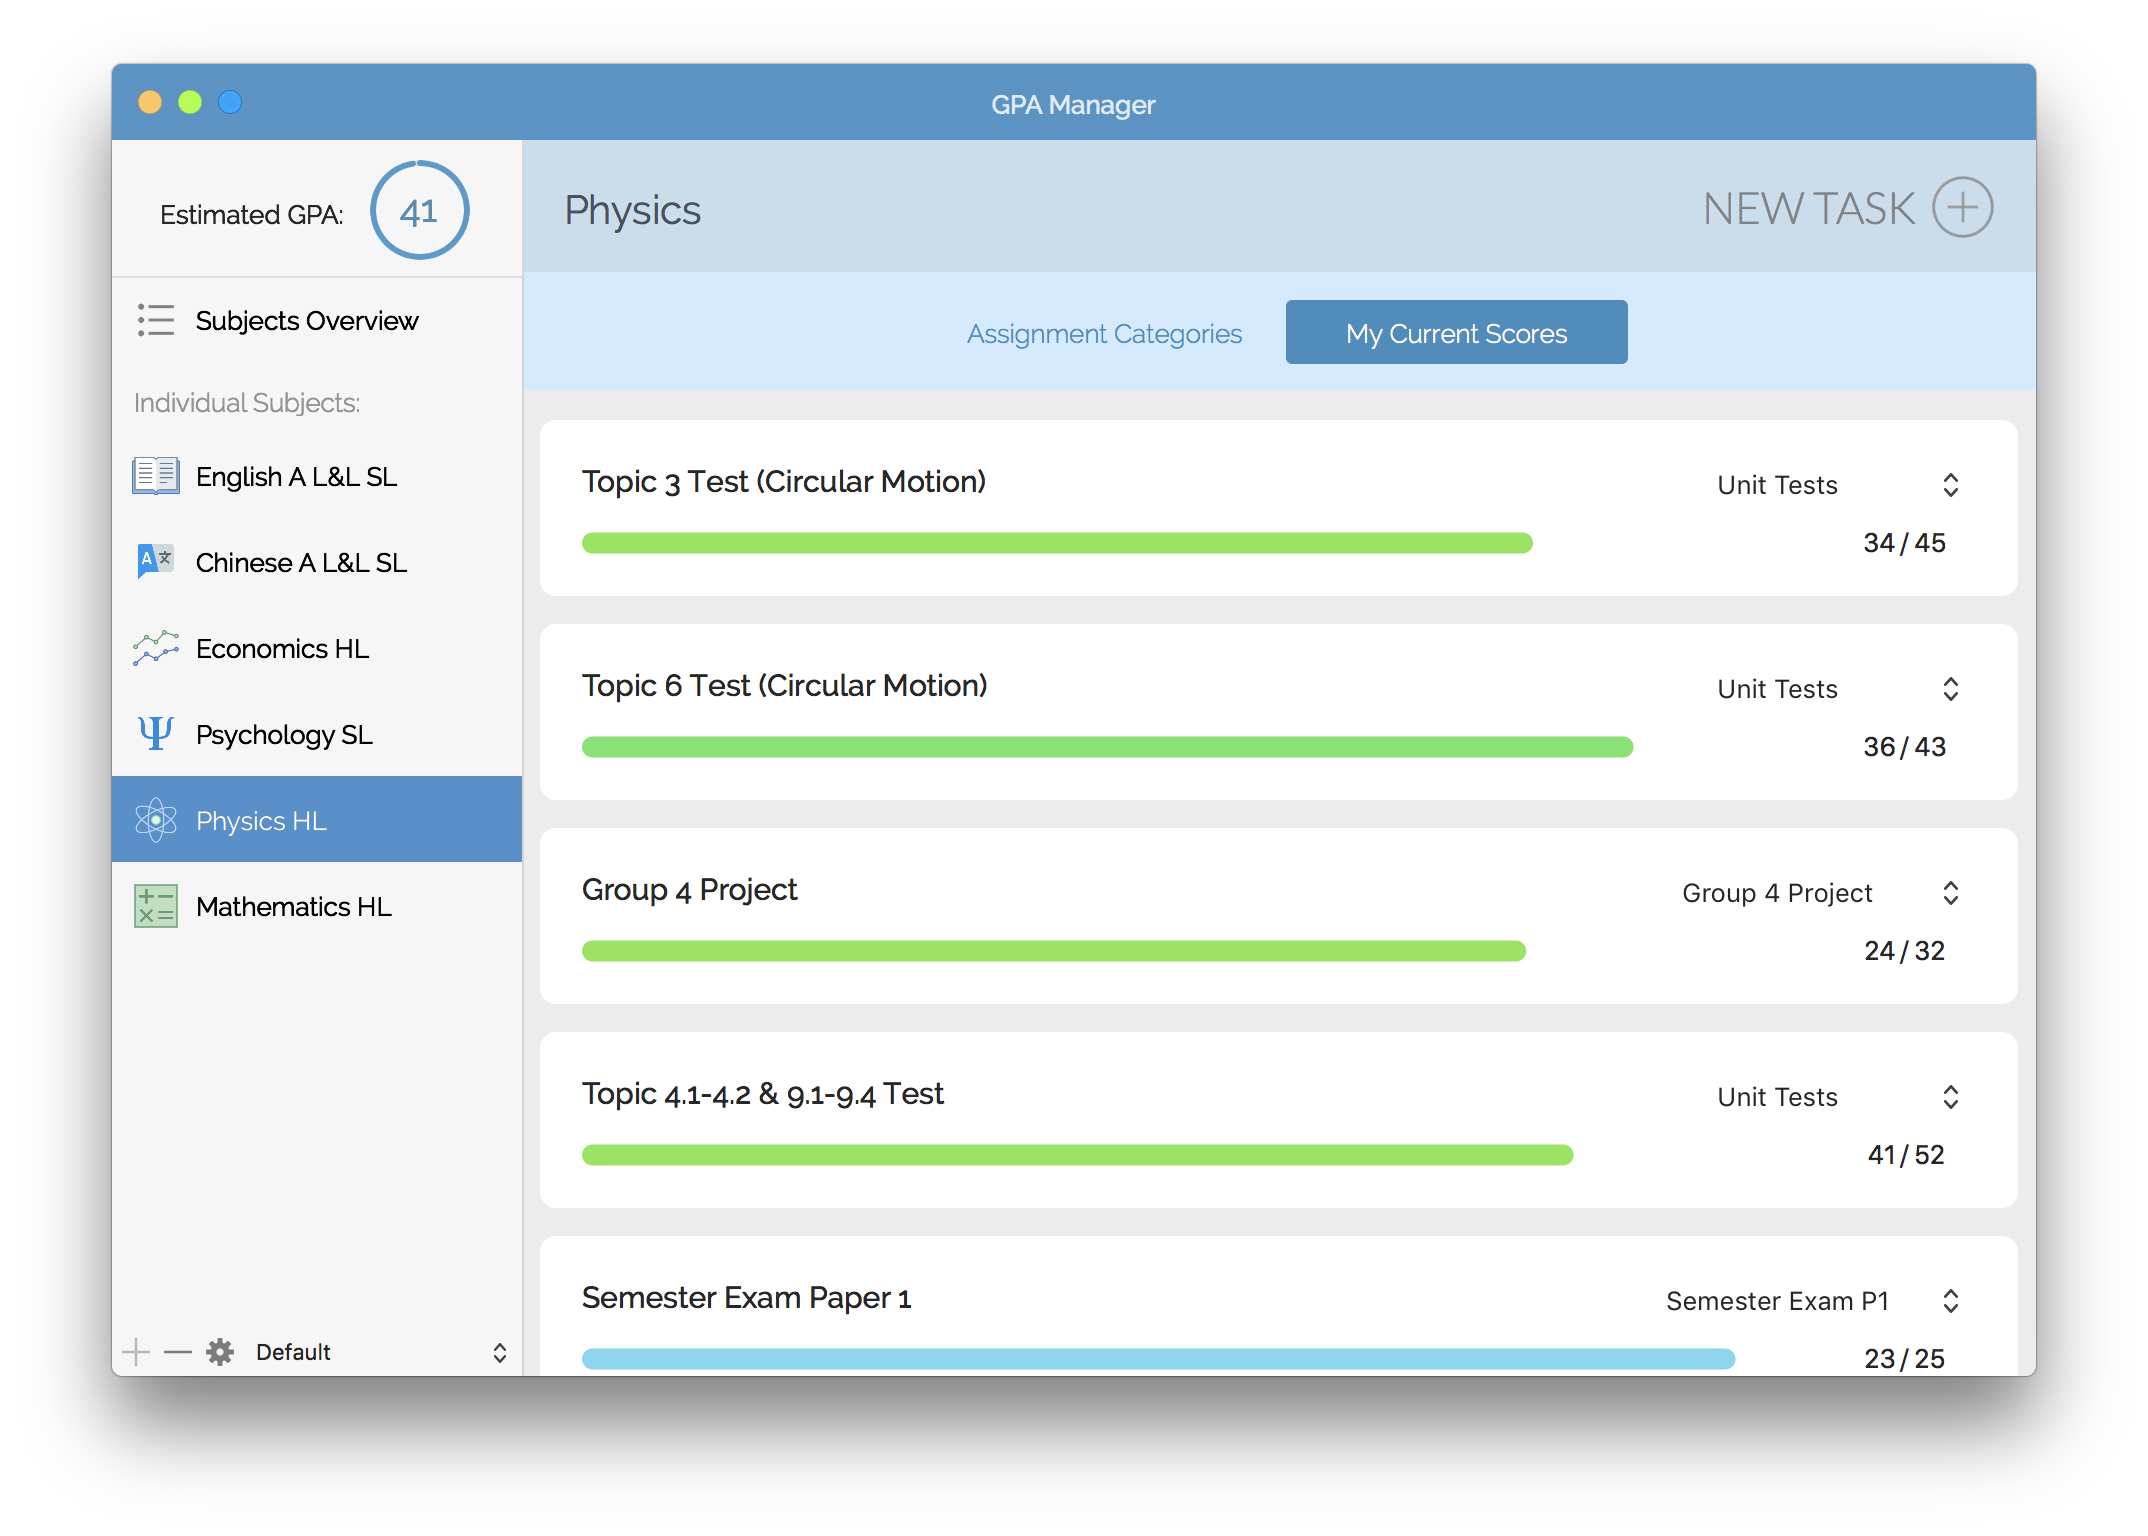 GPA Manager
Estimated GPA:
41
Subjects Overview
Individual Subjects:
English A L&L SL
A 文
Chinese A L&L SL
Economics HL
Ψ Psychology SL
Physics HL
Mathematics HL
Default
Physics
NEW TASK
Assignment Categories
My Current Scores
Topic 3 Test (Circular Motion)
Unit Tests
34 / 45
Topic 6 Test (Circular Motion)
Unit Tests
36 / 43
Group 4 Project
Group 4 Project
24 / 32
Topic 4.1-4.2 & 9.1-9.4 Test
Unit Tests
41 / 52
Semester Exam Paper 1
Semester Exam P1
23 / 25